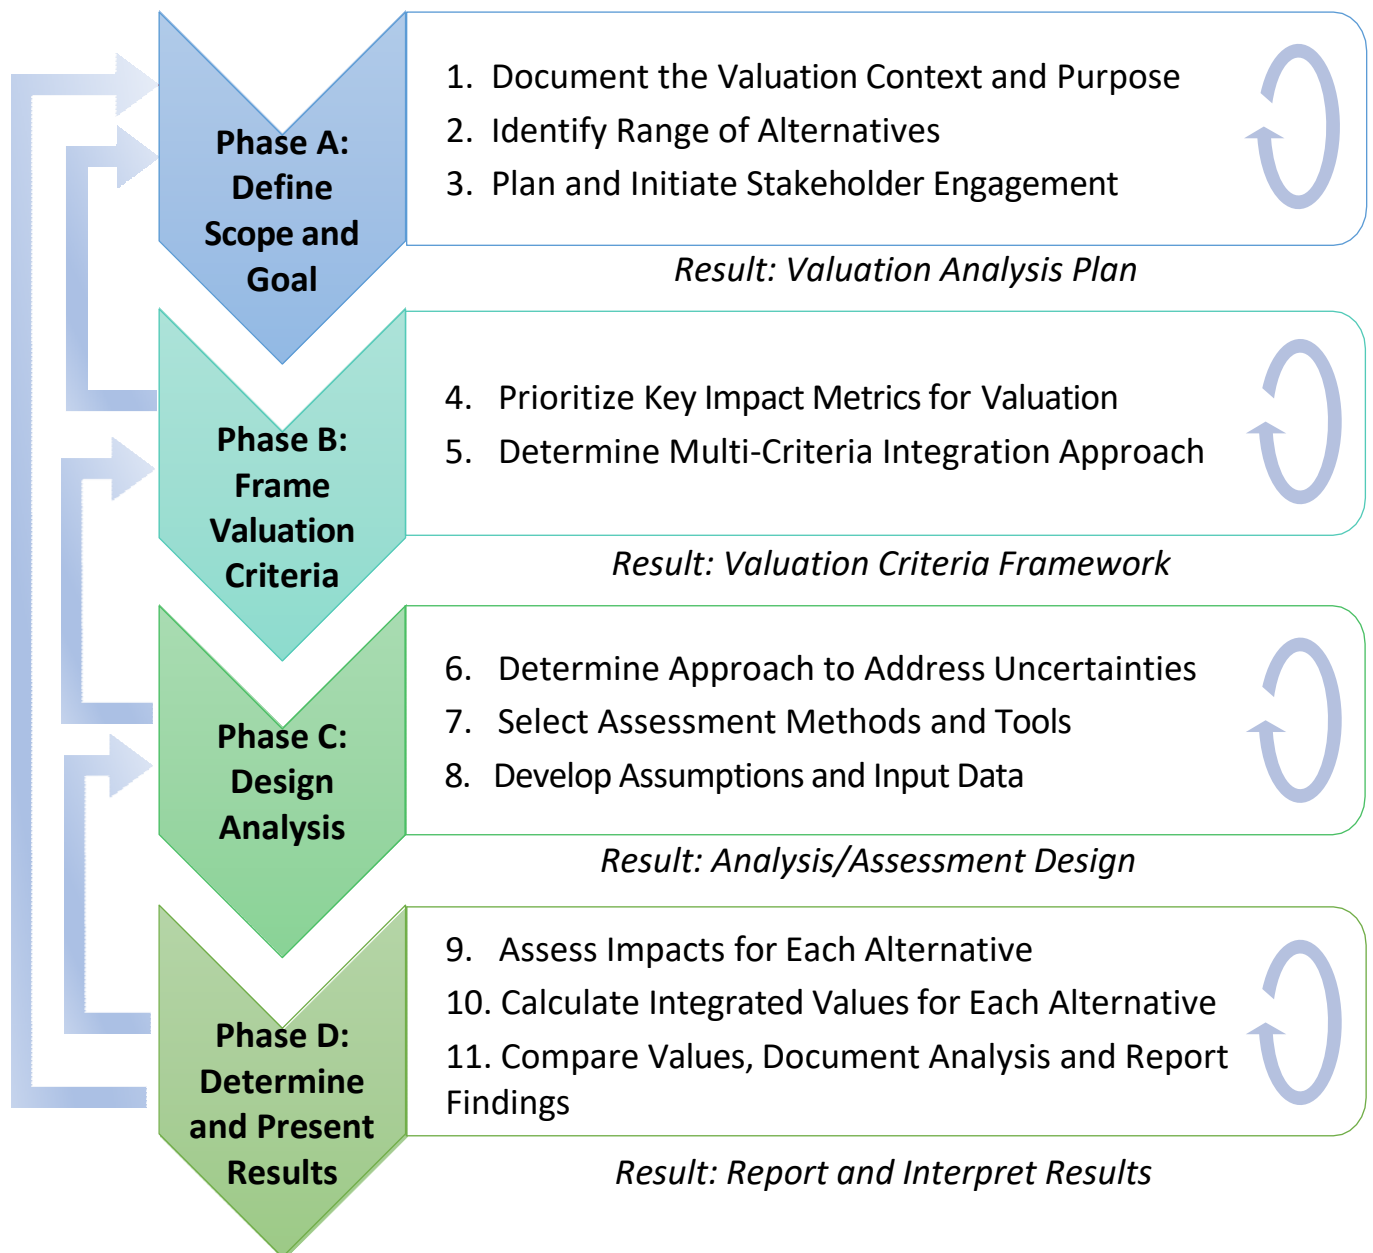 Phase A:
Define
Scope and
Goal
1. Document the Valuation Context and Purpose
2. Identify Range of Alternatives
3. Plan and Initiate Stakeholder Engagement
Result: Valuation Analysis Plan
Phase B:
Frame
Valuation
Criteria
4. Prioritize Key Impact Metrics for Valuation
5. Determine Multi-Criteria Integration Approach
Result: Valuation Criteria Framework
Phase C:
Design
Analysis
6. Determine Approach to Address Uncertainties
7. Select Assessment Methods and Tools
8. Develop Assumptions and Input Data
Result: Analysis/Assessment Design
Phase D:
Determine
and Present
Results
9. Assess Impacts for Each Alternative
10. Calculate Integrated Values for Each Alternative
11. Compare Values, Document Analysis and Report
Findings
Result: Report and Interpret Results